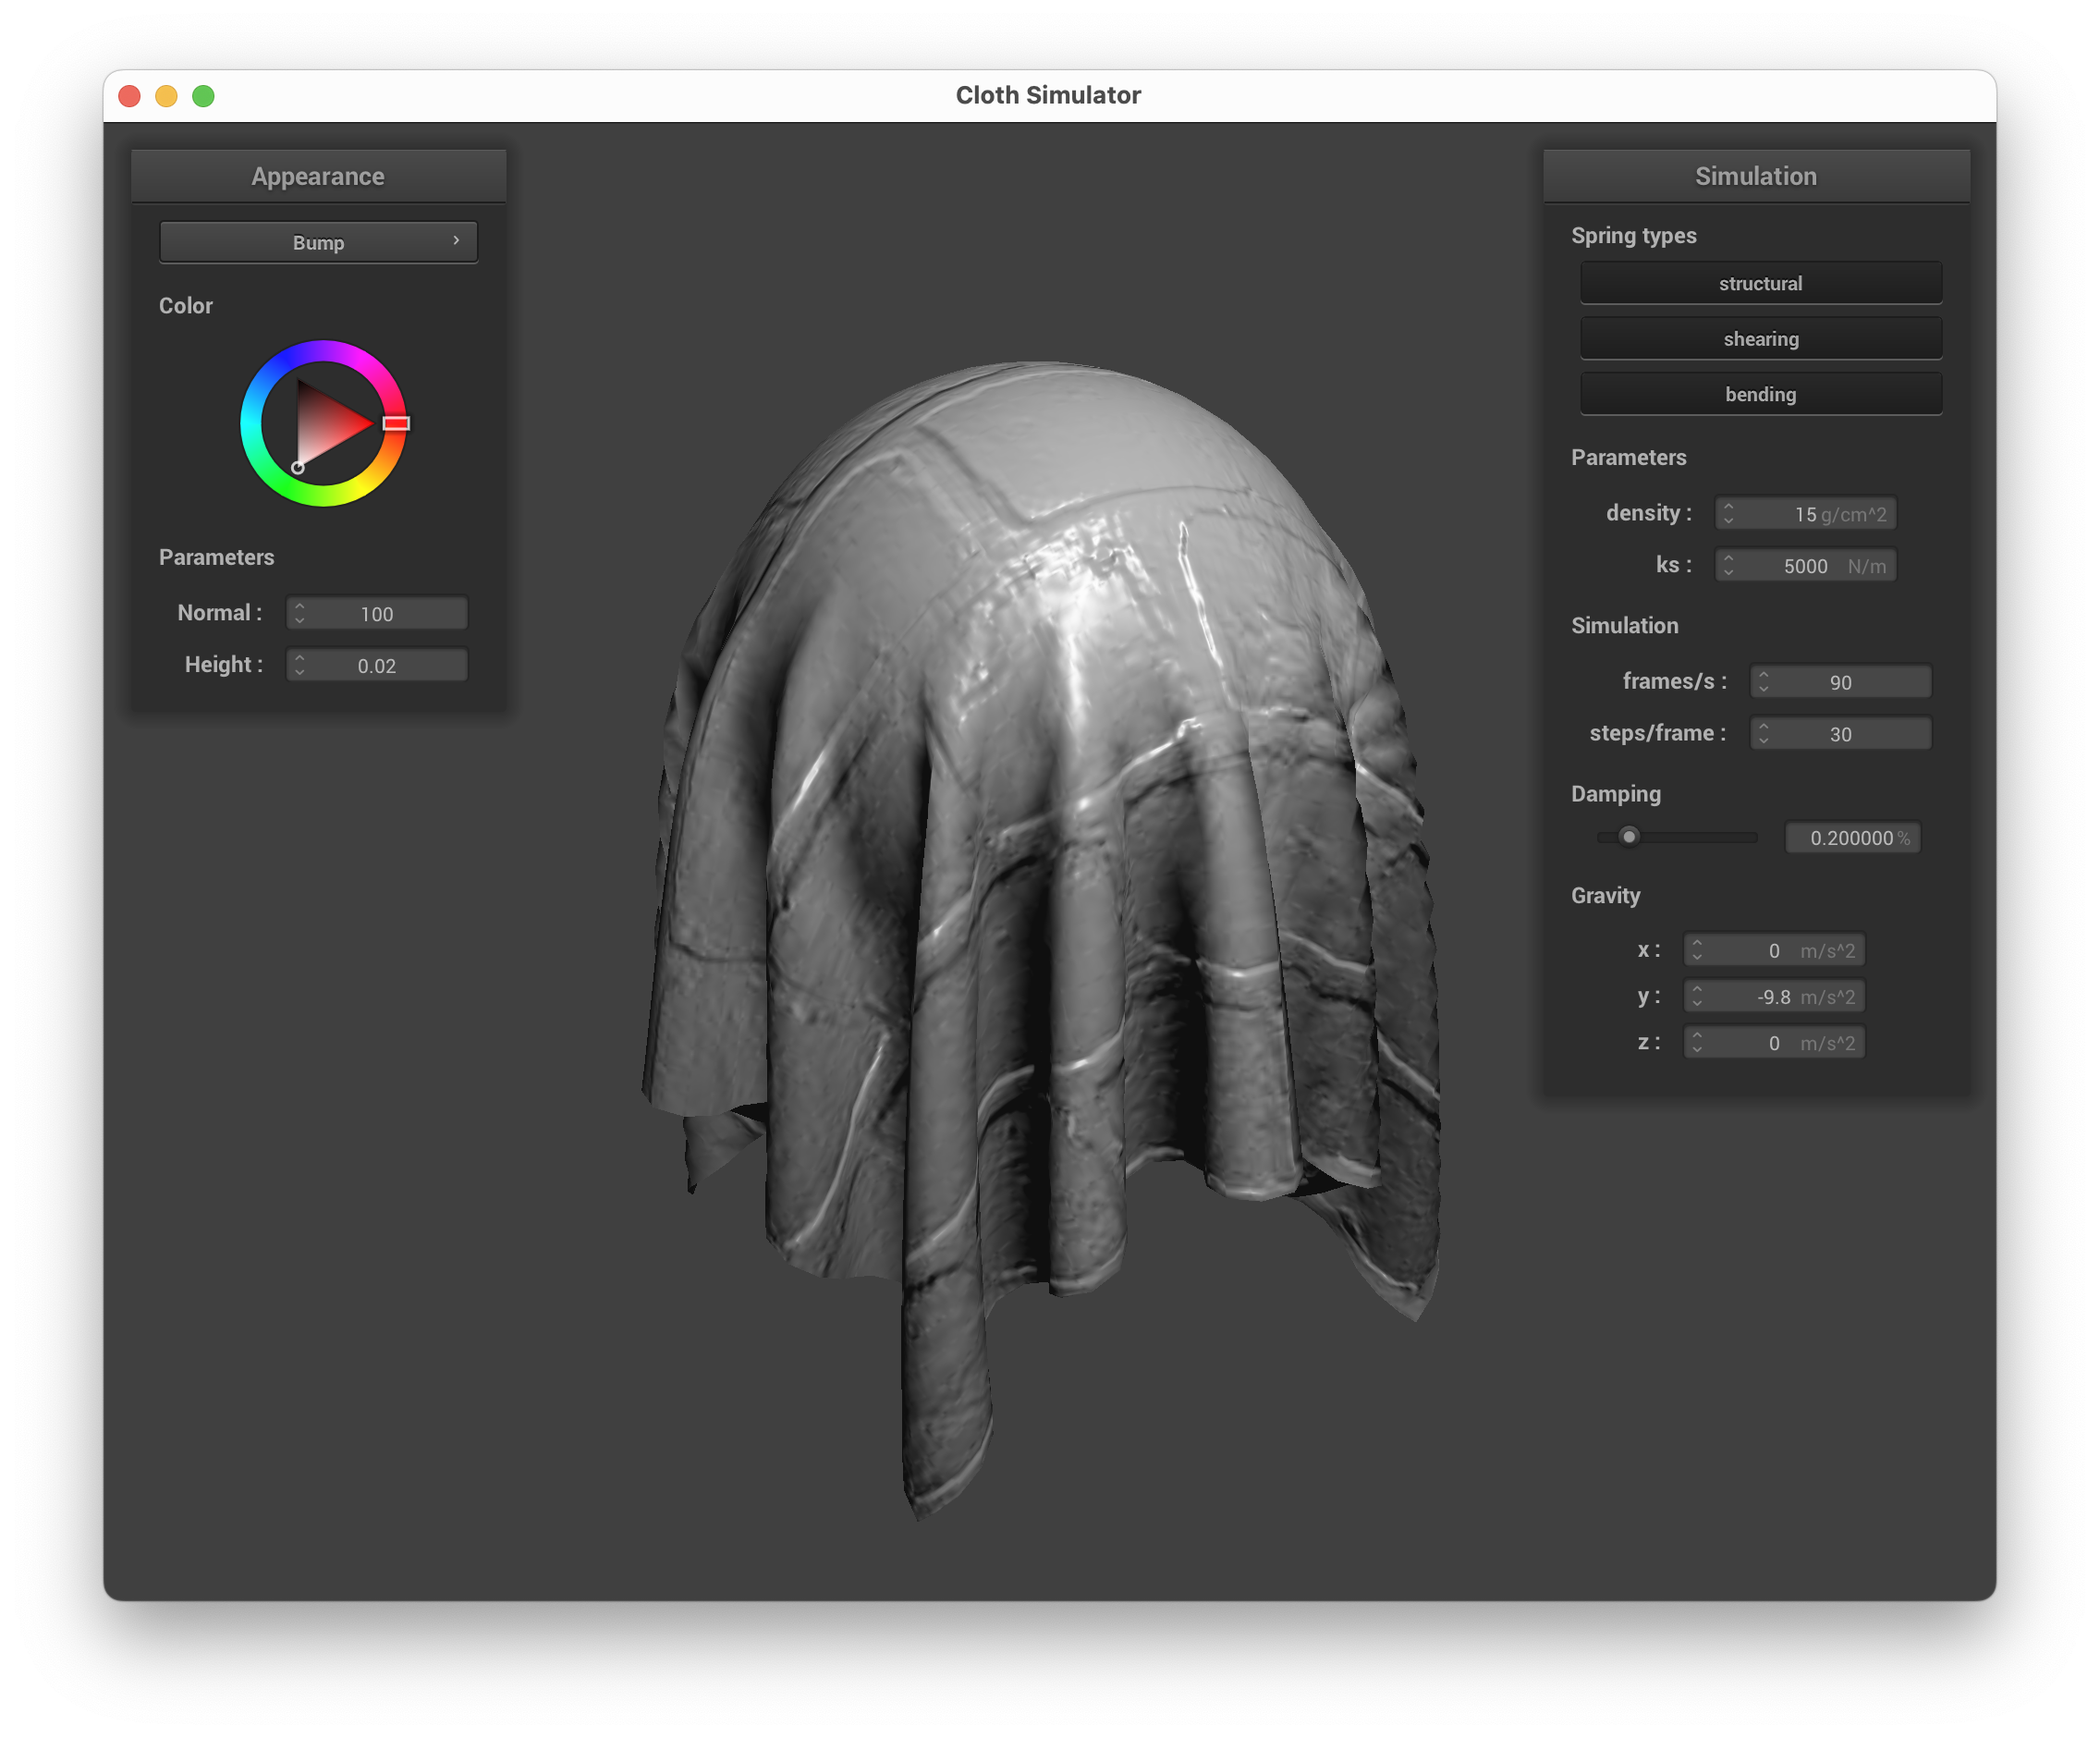 Cloth Simulator
Appearance
Bump
Color
Parameters
Normal : 100
Height : 0.02
Simulation
Spring types
structural
shearing
bending
Parameters
density : 15 g/cm^2
ks : 5000 N/m
Simulation
frames/s : 90
steps/frame : 30
Damping
0.200000 %
Gravity
x : 0 m/s^2
y : -9.8 m/s^2
z : 0 m/s^2